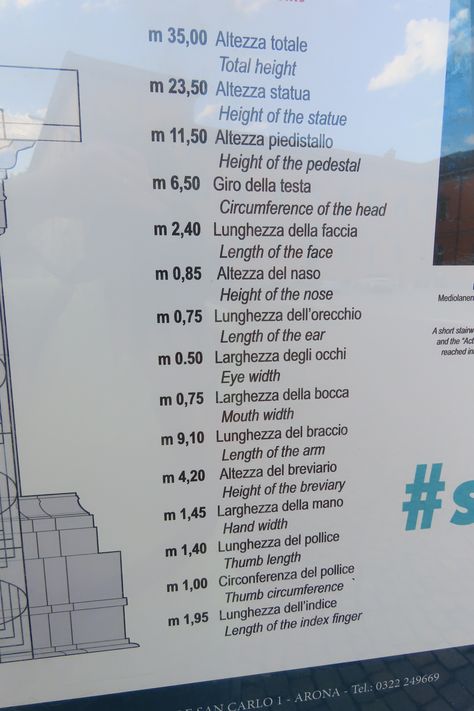 m 35,00 Altezza totale
Total height
m 23,50 Altezza statua
Height of the statue
m 11,50 Altezza piedistallo
Height of the pedestal
m 6,50 Giro della testa
Circumference of the head
m 2,40 Lunghezza della faccia
Length of the face
m 0,85 Altezza del naso
Height of the nose
m 0,75 Lunghezza dell'orecchio
Length of the ear
m 0.50 Larghezza degli occhi
Eye width
m 0,75 Larghezza della bocca
Mouth width
m 9,10 Lunghezza del braccio
Length of the arm
m 4,20 Altezza del breviario
Height of the breviary
m 1,45 Larghezza della mano
Hand width
m 1,40 Lunghezza del pollice
Thumb length
m 1,00 Circonferenza del pollice
Thumb circumference
m 1,95 Lunghezza dell'indice
Length of the index finger
Mediolanen
A short stairw
and the "Act
reached in
#s
SAN CARLO 1 - ARONA - Tel.: 0322 249669